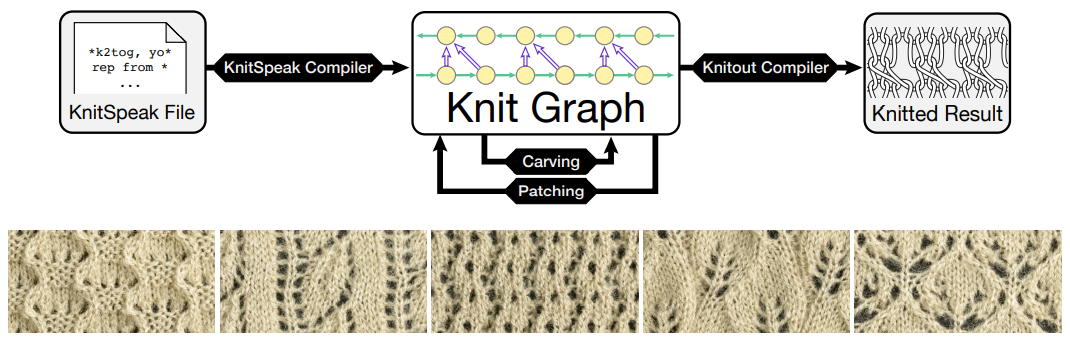 *k2tog, yo*
rep from *
...
KnitSpeak File
KnitSpeak Compiler
Knit Graph
Carving
Patching
Knitout Compiler
Knitted Result